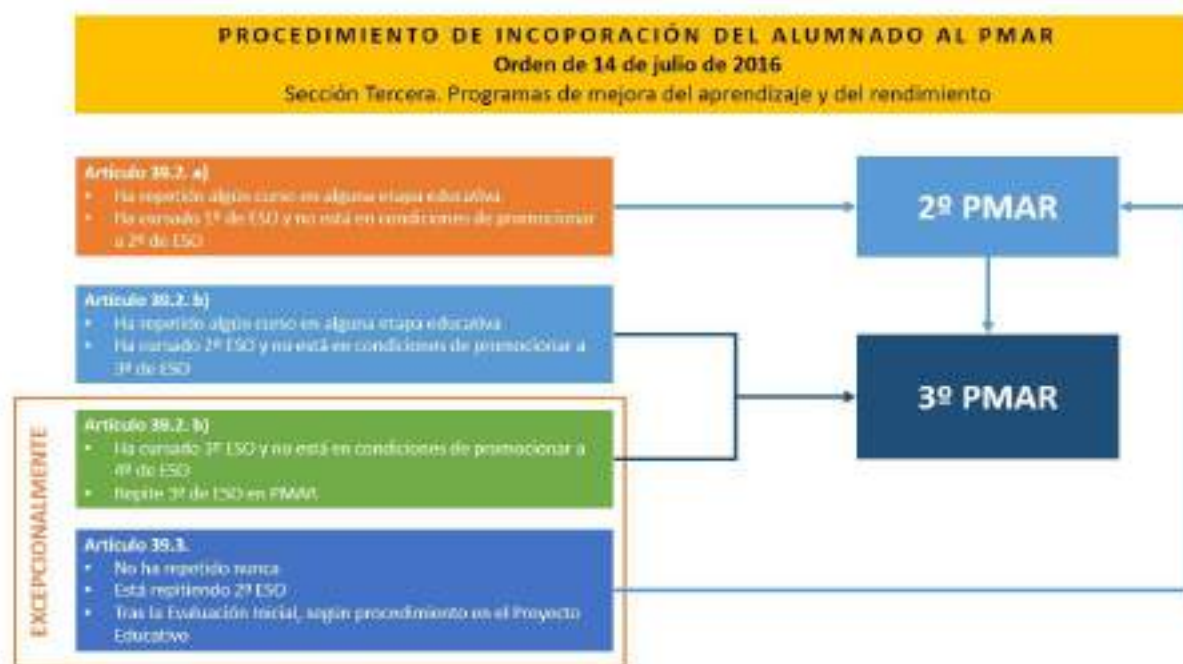 PROCEDIMIENTO DE INCOPORACIÓN DEL ALUMNADO AL PMAR
Orden de 14 de julio de 2016
Sección Tercera. Programas de mejora del aprendizaje y del rendimiento
Artículo 39.2. a)
• Ha repetido algún curso en alguna etapa educativa
• Ha cursado 1º de ESO y no está en condiciones de promocionar
a 2º de ESO
2º PMAR
Artículo 39.2. b)
• Ha repetido algún curso en alguna etapa educativa
• Ha cursado 2º ESO y no está en condiciones de promocionar a
3º de ESO
3º PMAR
EXCEPCIONALMENTE
Artículo 39.2. b)
• Ha cursado 3º ESO y no está en condiciones de promocionar a
4º de ESO
• Repite 3º de ESO en PMAR
Artículo 39.3.
• No ha repetido nunca
• Está repitiendo 2º ESO
• Tras la Evaluación Inicial, según procedimiento en el Proyecto
Educativo